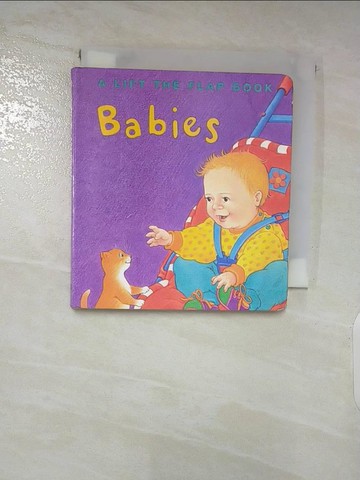 A LIFT THE FLAP BOOK
Babies